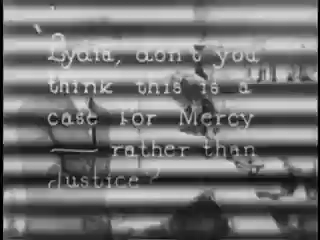 Lydia, don't you
think this is a
case for Mercy
— rather than
Justice?